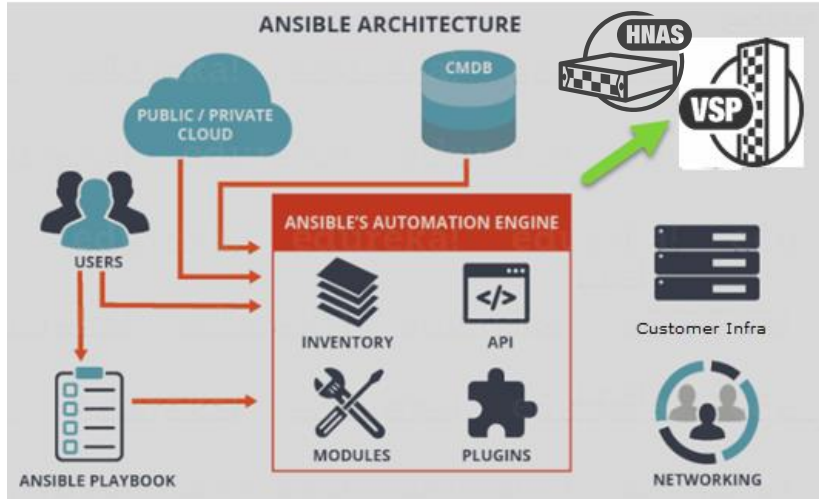 ANSIBLE ARCHITECTURE
HNAS
CMDB
VSP
PUBLIC / PRIVATE
CLOUD
ANSIBLE'S AUTOMATION ENGINE
edureka!
USERS
INVENTORY
API
Customer Infra
MODULES
PLUGINS
ANSIBLE PLAYBOOK
NETWORKING